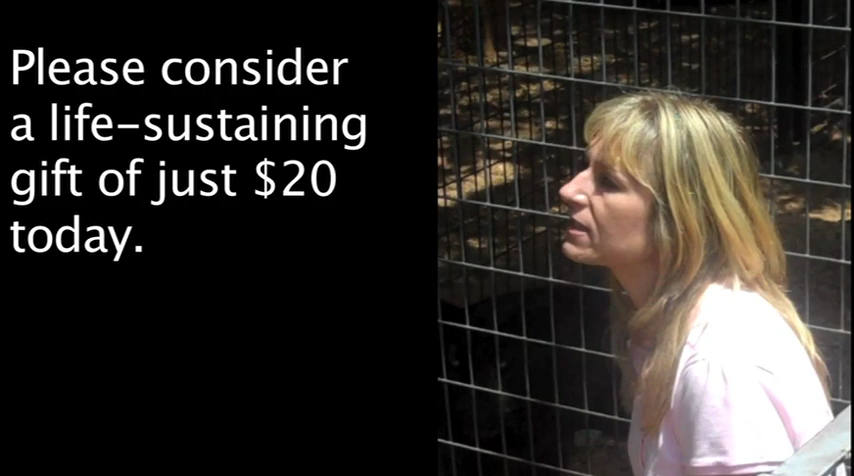 Please consider
a life-sustaining
gift of just $20
today.